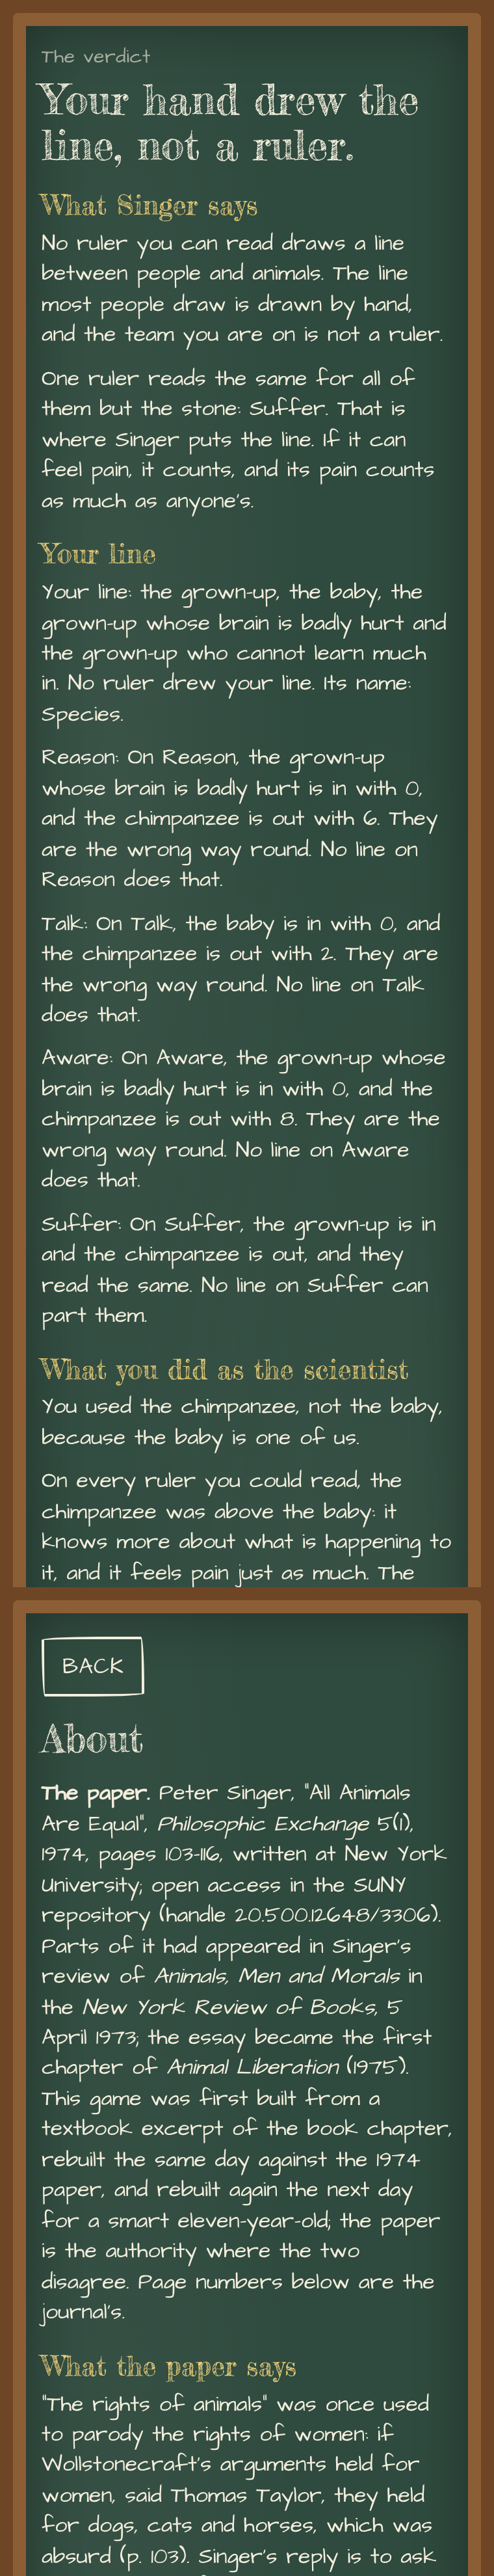 The verdict
Your hand drew the
line, not a ruler.
What Singer says
No ruler you can read draws a line
between people and animals. The line
most people draw is drawn by hand,
and the team you are on is not a ruler.
One ruler reads the same for all of
them but the stone: Suffer. That is
where Singer puts the line. If it can
feel pain, it counts, and its pain counts
as much as anyone's.
Your line
Your line: the grown-up, the baby, the
grown-up whose brain is badly hurt and
the grown-up who cannot learn much
in. No ruler drew your line. Its name:
Species.
Reason: On Reason, the grown-up
whose brain is badly hurt is in with 0,
and the chimpanzee is out with 6. They
are the wrong way round. No line on
Reason does that.
Talk: On Talk, the baby is in with 0, and
the chimpanzee is out with 2. They are
the wrong way round. No line on Talk
does that.
Aware: On Aware, the grown-up whose
brain is badly hurt is in with 0, and the
chimpanzee is out with 8. They are the
wrong way round. No line on Aware
does that.
Suffer: On Suffer, the grown-up is in
and the chimpanzee is out, and they
read the same. No line on Suffer can
part them.
What you did as the scientist
You used the chimpanzee, not the baby,
because the baby is one of us.
On every ruler you could read, the
chimpanzee was above the baby: it
knows more about what is happening to
it, and it feels pain just as much. The
BACK
About
The paper. Peter Singer, "All Animals
Are Equal", Philosophic Exchange 5(1),
1974, pages 103-116, written at New York
University; open access in the SUNY
repository (handle 20.500.12648/3306).
Parts of it had appeared in Singer's
review of Animals, Men and Morals in
the New York Review of Books, 5
April 1973; the essay became the first
chapter of Animal Liberation (1975).
This game was first built from a
textbook excerpt of the book chapter,
rebuilt the same day against the 1974
paper, and rebuilt again the next day
for a smart eleven-year-old; the paper
is the authority where the two
disagree. Page numbers below are the
journal's.
What the paper says
"The rights of animals" was once used
to parody the rights of women: if
Wollstonecraft's arguments held for
women, said Thomas Taylor, they held
for dogs, cats and horses, which was
absurd (p. 103). Singer's reply is to ask